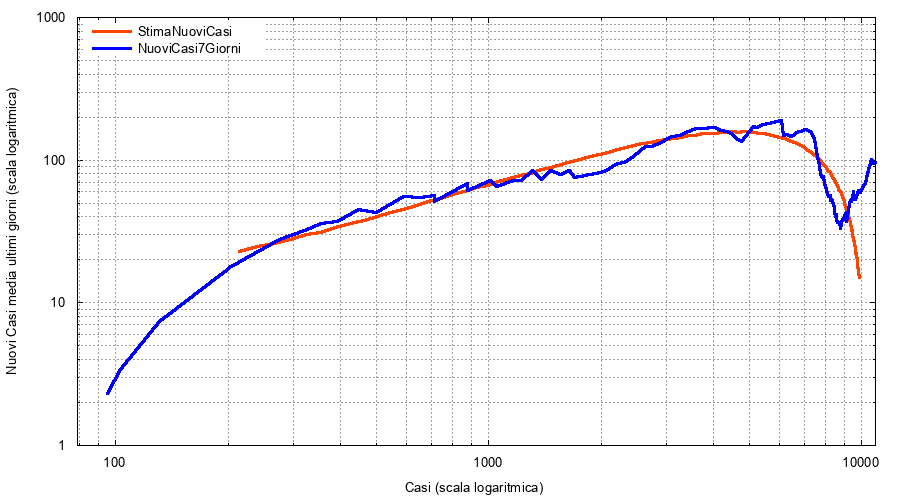 1000
100
10
1
Nuovi Casi media ultimi giorni (scala logaritmica)
StimaNuoviCasi
NuoviCasi7Giorni
100
1000
10000
Casi (scala logaritmica)